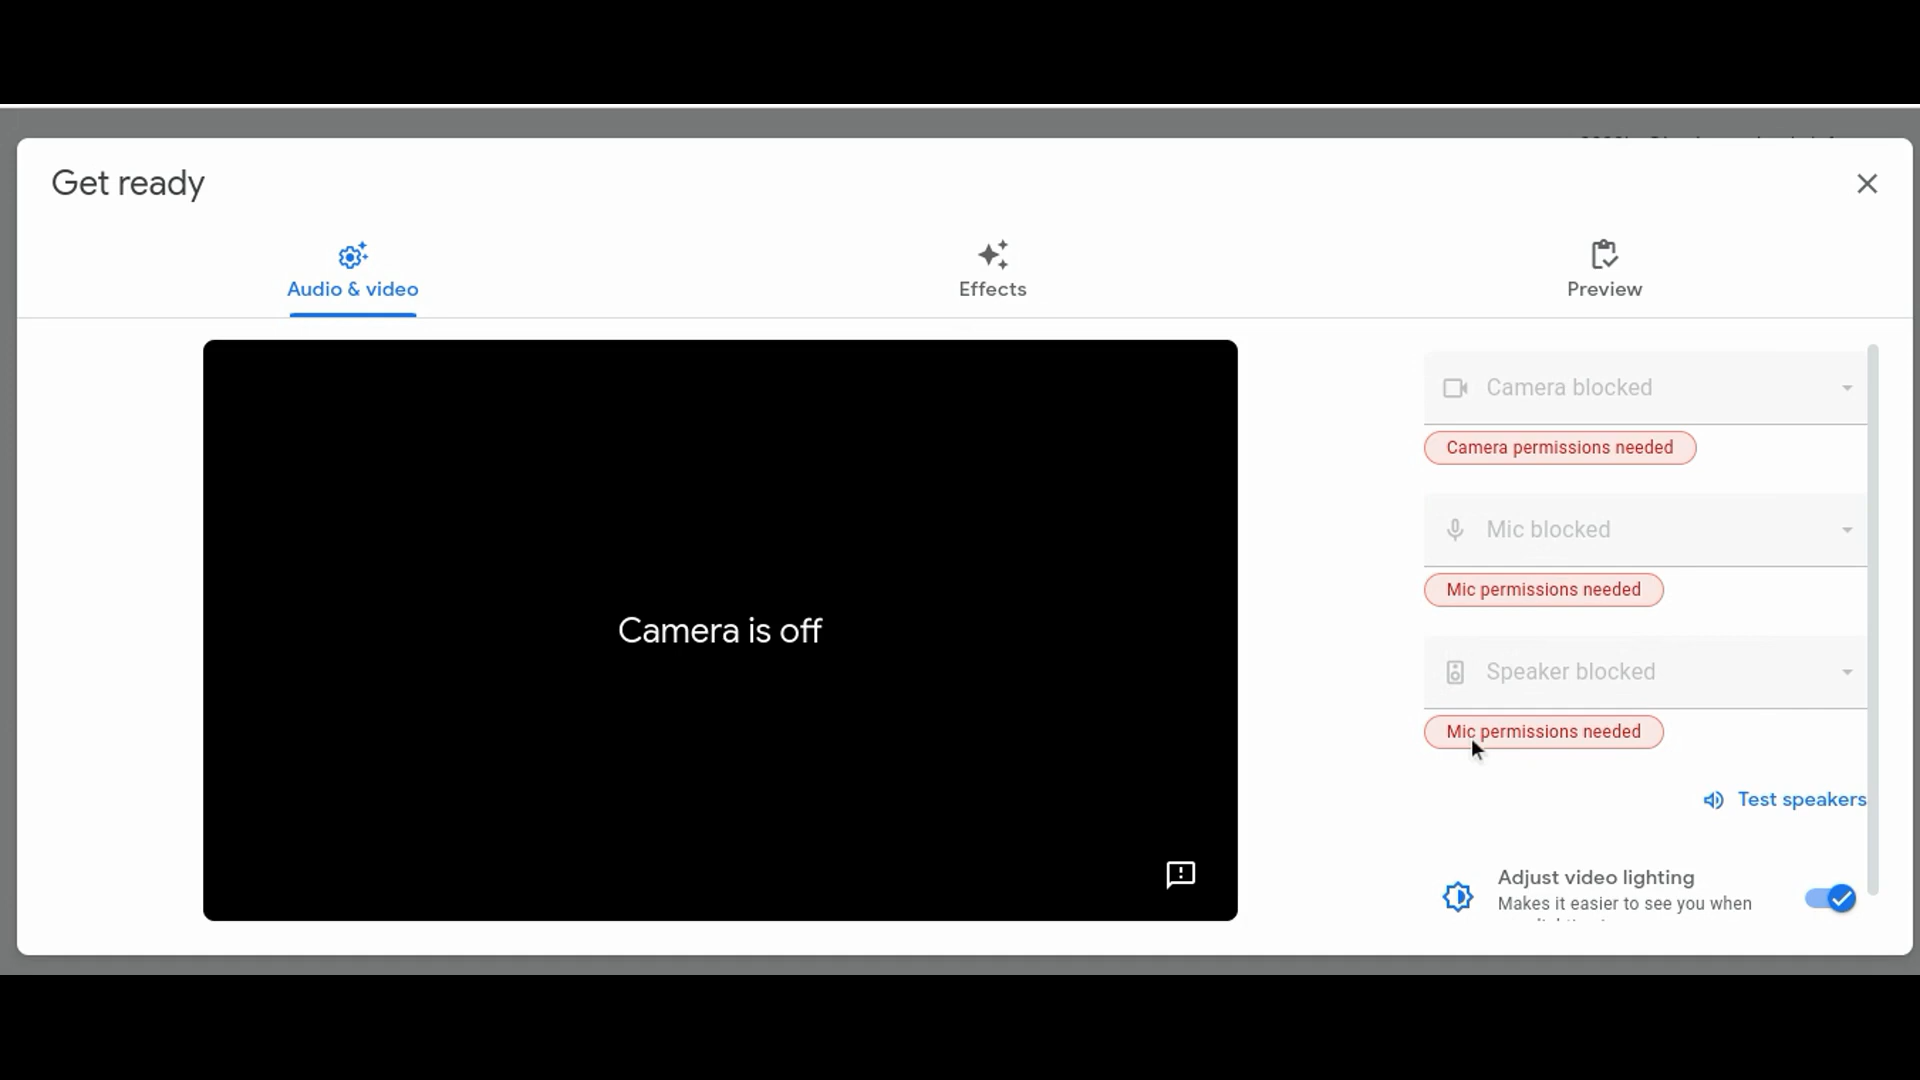 Get ready
Audio & video
Effects
Preview
Camera is off
Camera blocked
Camera permissions needed
Mic blocked
Mic permissions needed
Speaker blocked
Mic permissions needed
Test speakers
Adjust video lighting
Makes it easier to see you when